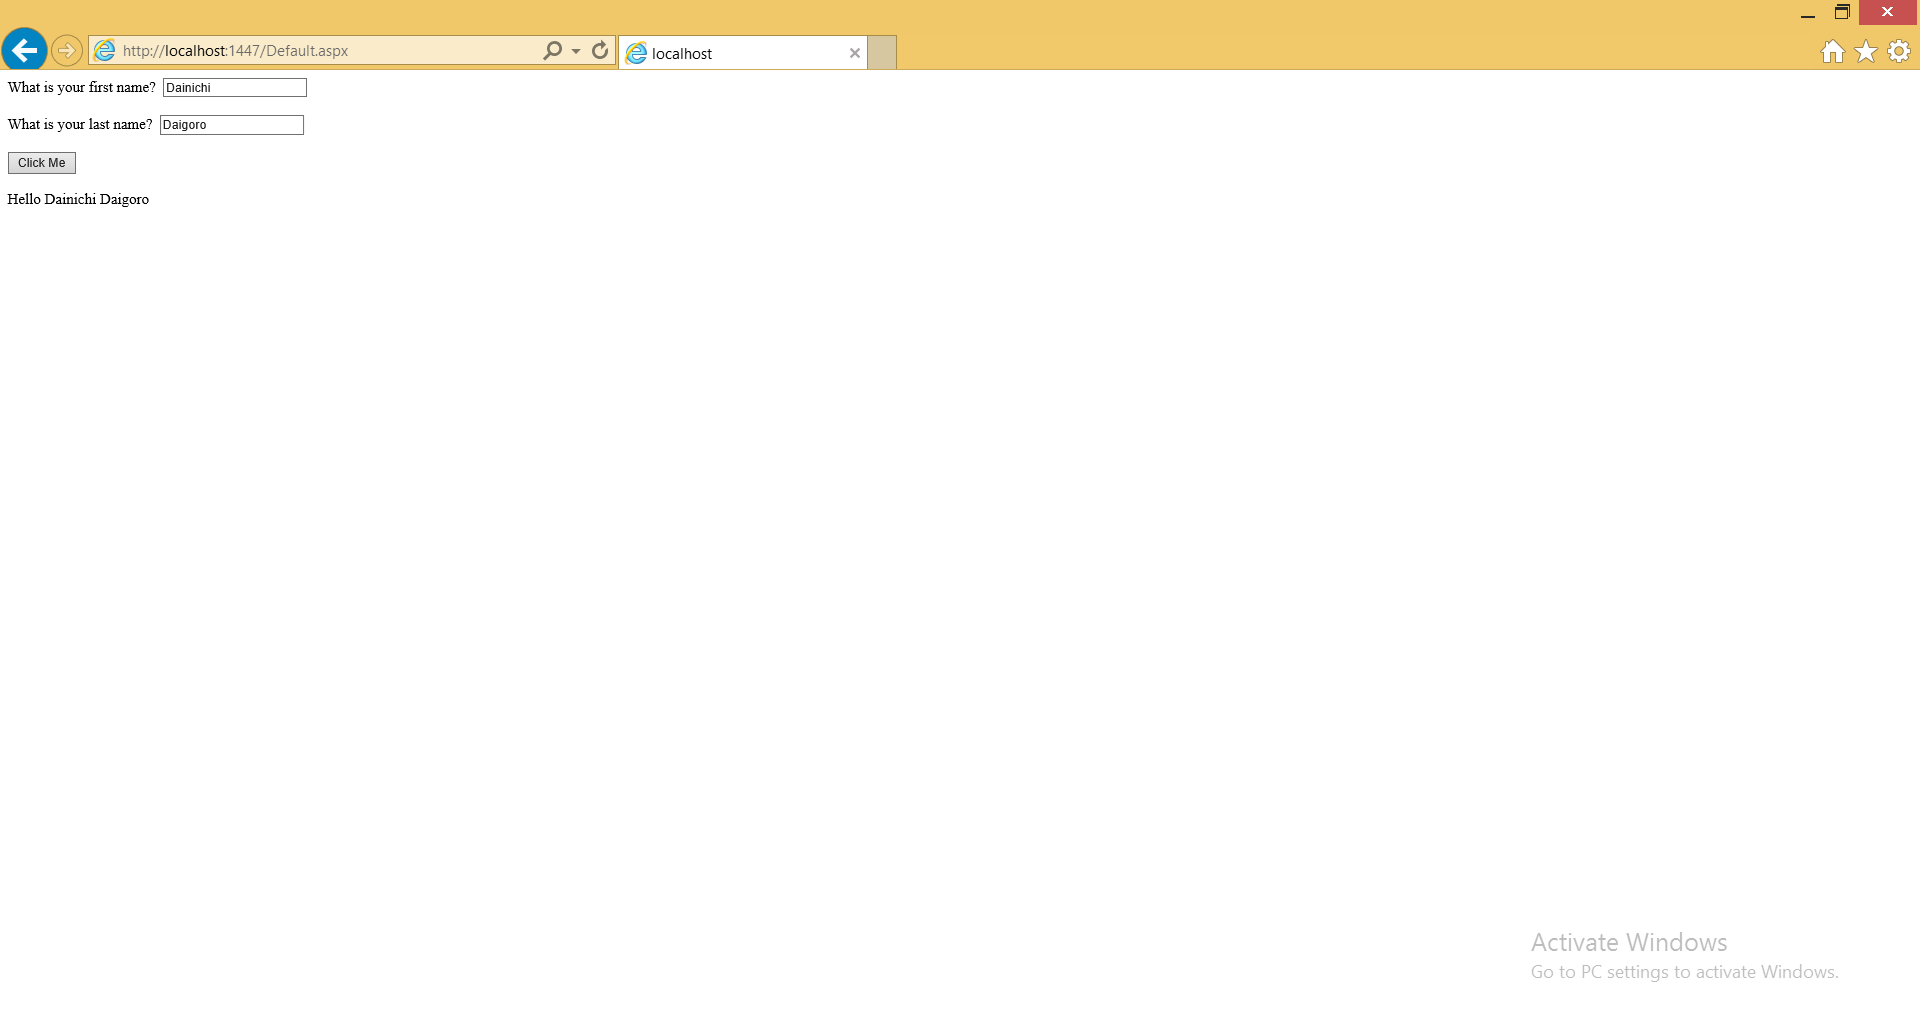 http://localhost:1447/Default.aspx
localhost
What is your first name? Dainichi
What is your last name? Daigoro
Click Me
Hello Dainichi Daigoro
Activate Windows
Go to PC settings to activate Windows.